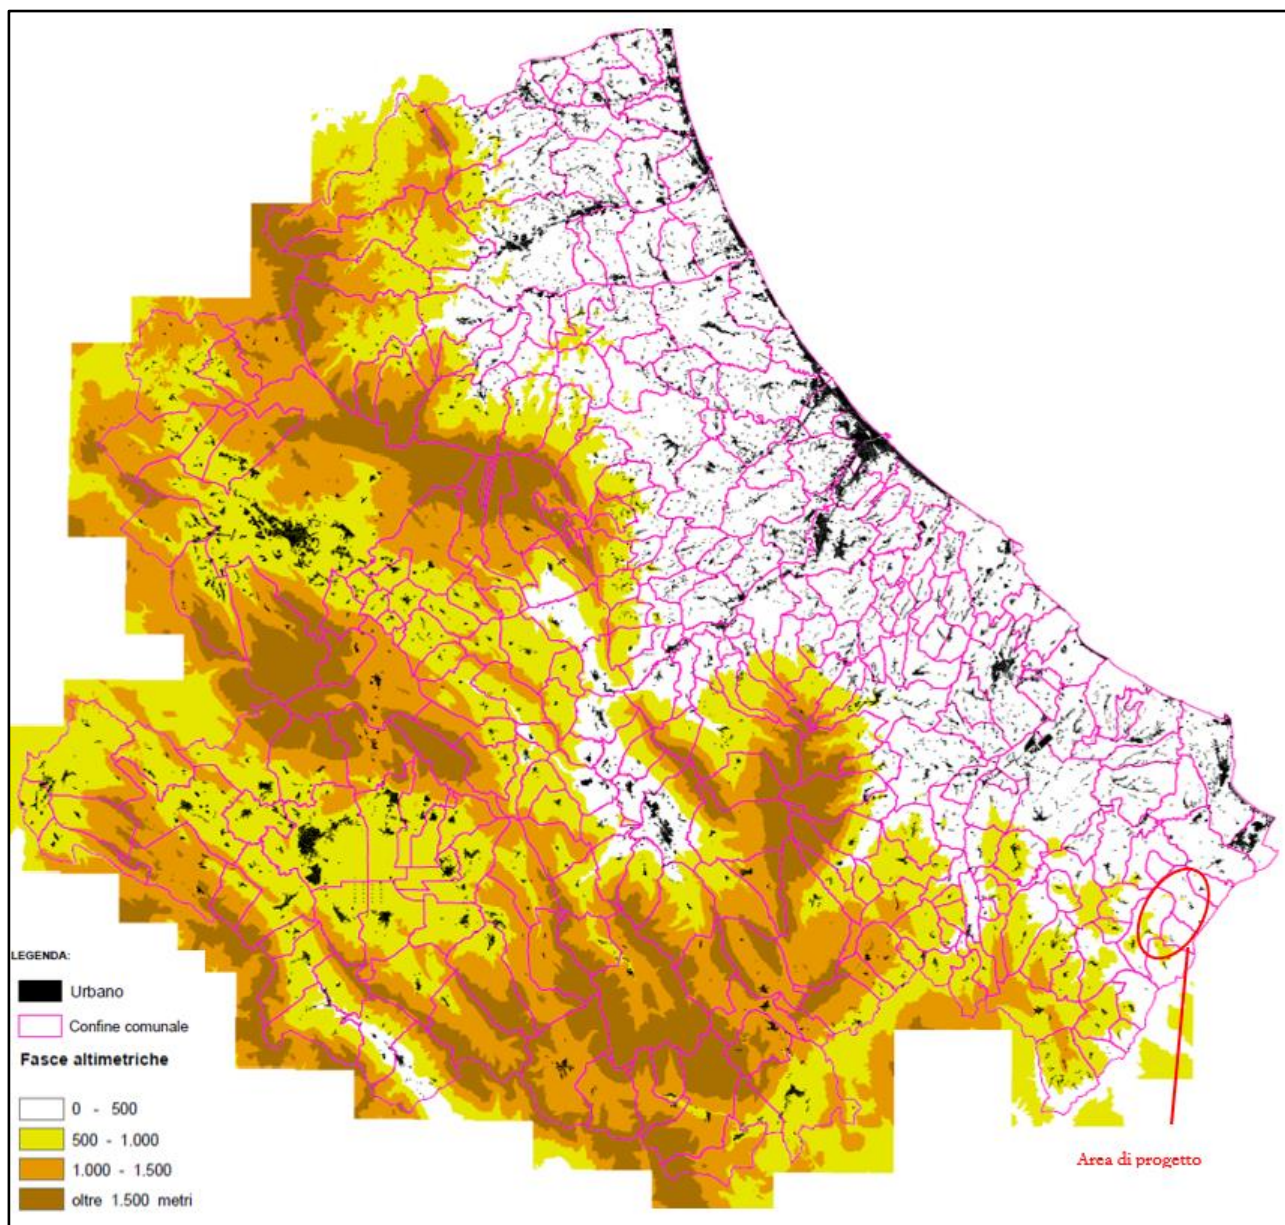 LEGENDA:
Urbano
Confine comunale
Fasce altimetriche
0 - 500
500 - 1.000
1.000 - 1.500
oltre 1.500 metri
Area di progetto